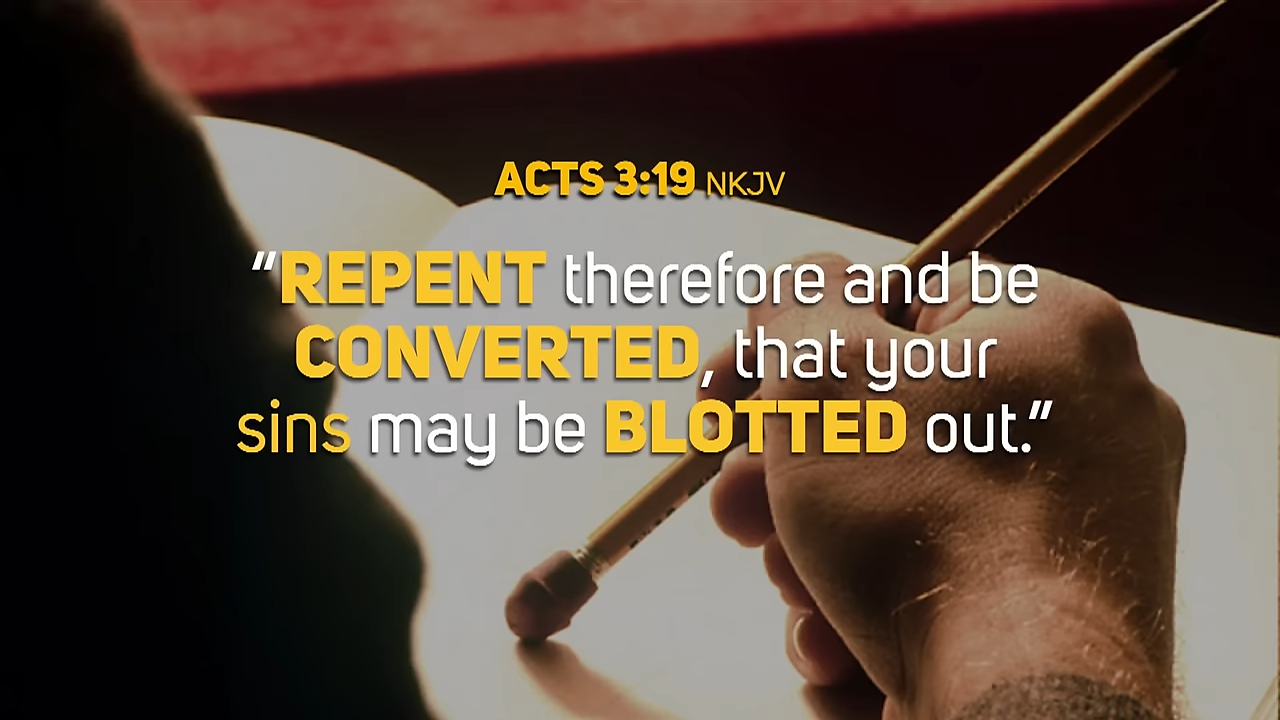 ACTS 3:19 NKJV
“REPENT therefore and be
CONVERTED, that your
sins may be BLOTTED out.”